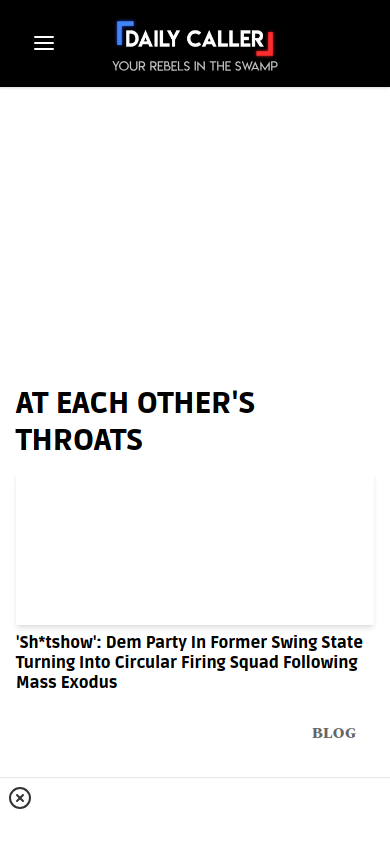 DAILY CALLER
YOUR REBELS IN THE SWAMP
AT EACH OTHER'S
THROATS
'Sh*tshow': Dem Party In Former Swing State
Turning Into Circular Firing Squad Following
Mass Exodus
BLOG